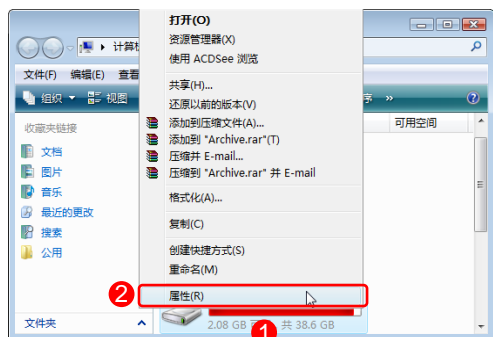 计算
文件(F) 编辑(E) 查看
组织 视图
序 »
收藏夹链接
文档
图片
音乐
最近的更改
搜索
公用
文件夹
可用空间
打开(O)
资源管理器(X)
使用 ACDSee 浏览
共享(H)...
还原以前的版本(V)
添加到压缩文件(A)...
添加到 "Archive.rar"(T)
压缩并 E-mail...
压缩到 "Archive.rar" 并 E-mail
格式化(A)...
复制(C)
创建快捷方式(S)
重命名(M)
2 属性(R)
2.08 GB 共 38.6 GB
1